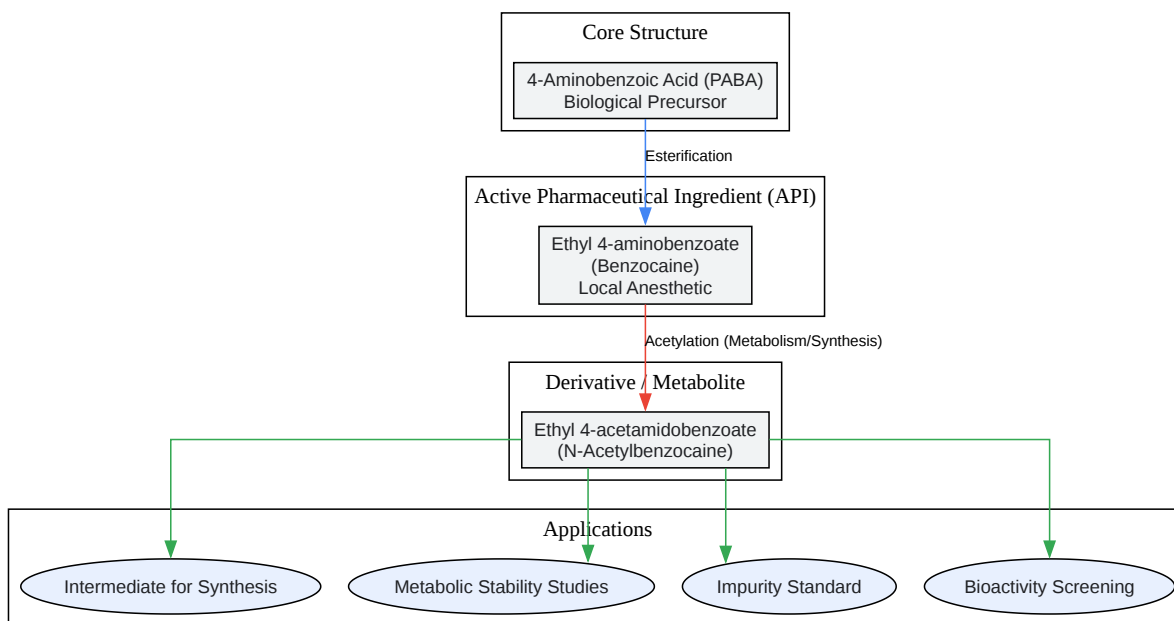 Core Structure
4-Aminobenzoic Acid (PABA)
Biological Precursor
Esterification
Active Pharmaceutical Ingredient (API)
Ethyl 4-aminobenzoate
(Benzocaine)
Local Anesthetic
Acetylation (Metabolism/Synthesis)
Derivative / Metabolite
Ethyl 4-acetamidobenzoate
(N-Acetylbenzocaine)
Applications
Intermediate for Synthesis
Metabolic Stability Studies
Impurity Standard
Bioactivity Screening